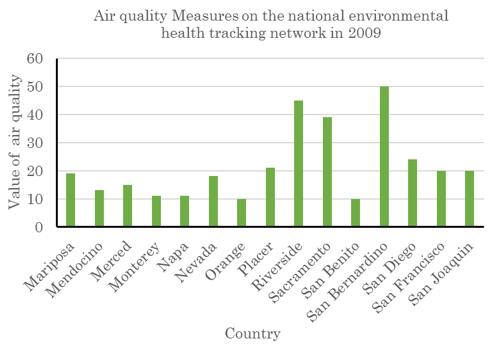 Air quality Measures on the national environmental
health tracking network in 2009
Value of air quality
60
50
40
30
20
10
0
Mariposa
Mendocino
Merced
Monterey
Napa
Nevada
Orange
Placer
Riverside
Sacramento
San Benito
San Bernardino
San Diego
San Francisco
San Joaquin
Country